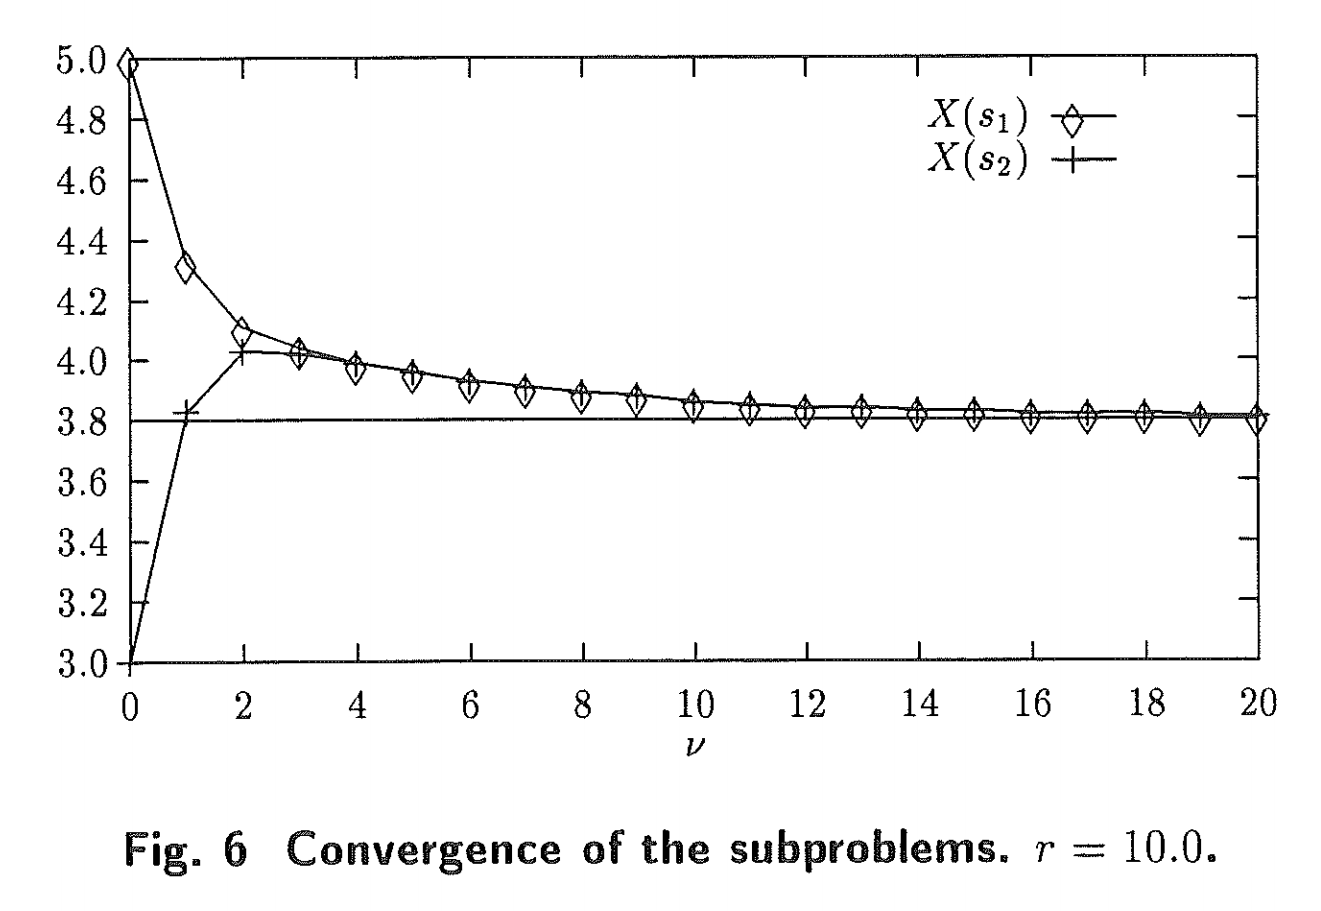 5.0
4.8
4.6
4.4
4.2
4.0
3.8
3.6
3.4
3.2
3.0
X(s₁)
X(s₂)
0 2 4 6 8 10 12 14 16 18 20
ν
Fig. 6 Convergence of the subproblems. r = 10.0.